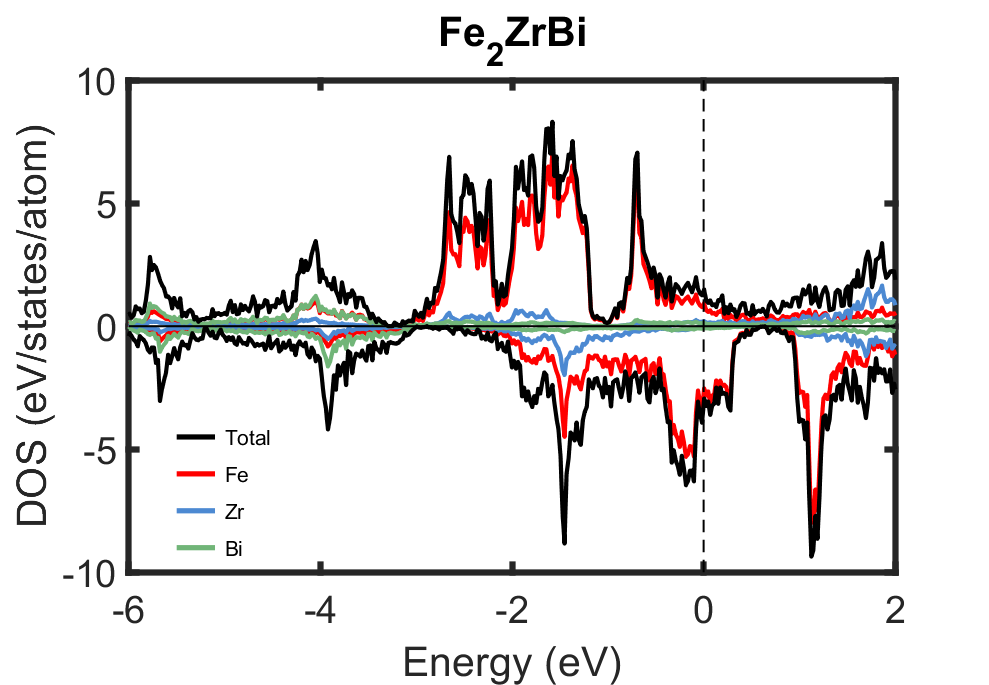 Fe2ZrBi
10
5
0
-5
-10
DOS (eV/states/atom)
Total
Fe
Zr
Bi
-6 -4 -2 0 2
Energy (eV)